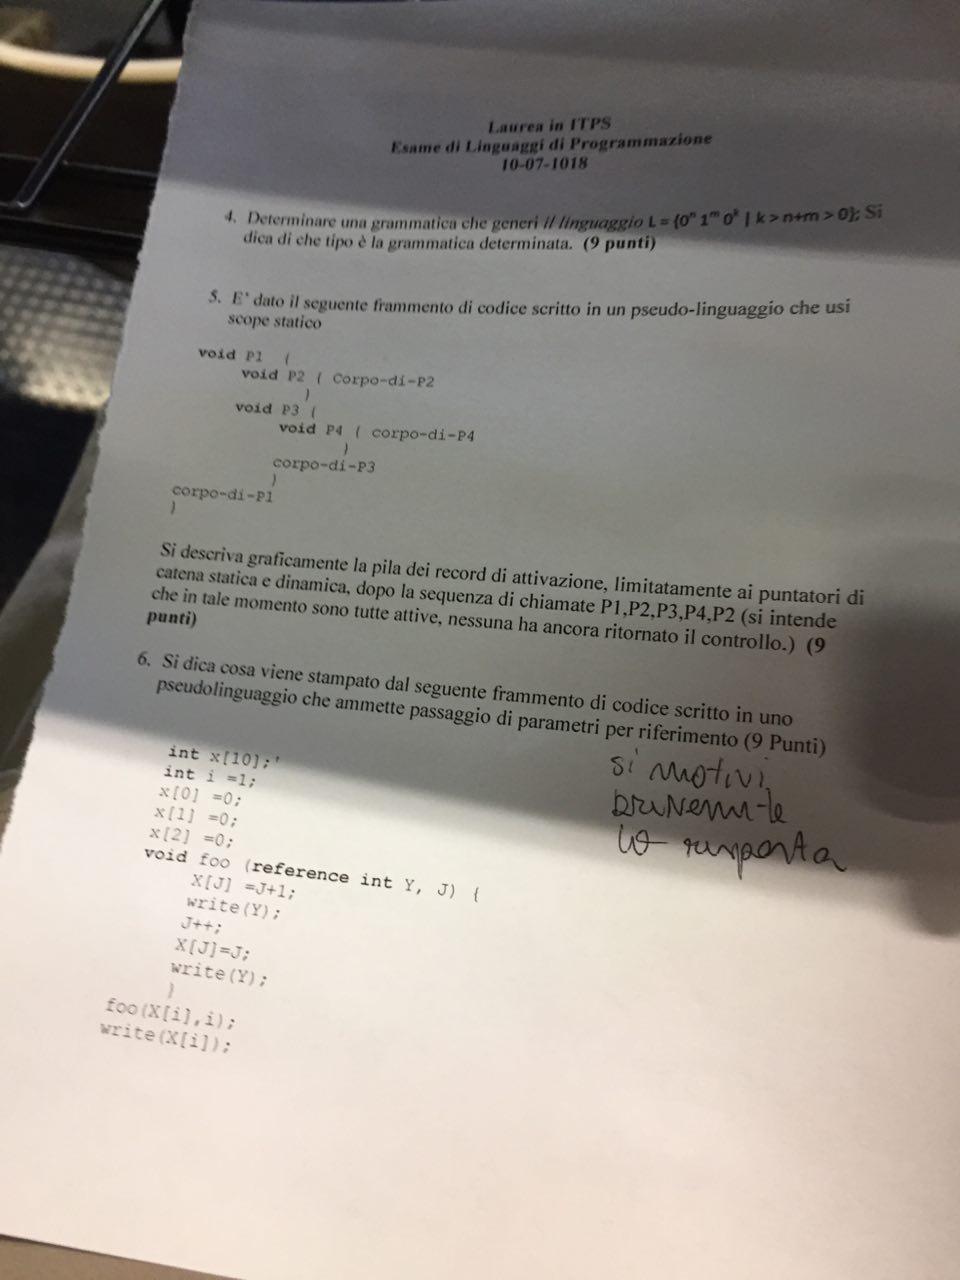 Laurea in ITPS
Esame di Linguaggi di Programmazione
10-07-1018
4. Determinare una grammatica che generi il linguaggio L = {0ⁿ 1ᵐ 0ᵏ | k > n+m > 0}; Si
dica di che tipo è la grammatica determinata. (9 punti)
5. E' dato il seguente frammento di codice scritto in un pseudo-linguaggio che usi
scope statico
void P1 {
void P2 { Corpo-di-P2
}
void P3 {
void P4 { corpo-di-P4
}
corpo-di-P3
}
corpo-di-P1
}
Si descriva graficamente la pila dei record di attivazione, limitatamente ai puntatori di
catena statica e dinamica, dopo la sequenza di chiamate P1,P2,P3,P4,P2 (si intende
che in tale momento sono tutte attive, nessuna ha ancora ritornato il controllo.) (9
punti)
6. Si dica cosa viene stampato dal seguente frammento di codice scritto in uno
pseudolinguaggio che ammette passaggio di parametri per riferimento (9 Punti)
si motivi
brevemente
la risposta
int x[10];
int i =1;
x[0] =0;
x[1] =0;
x[2] =0;
void foo (reference int Y, J) {
X[J] =J+1;
write(Y);
J++;
X[J]=J;
write(Y);
}
foo(X[i],i);
write(X[i]);